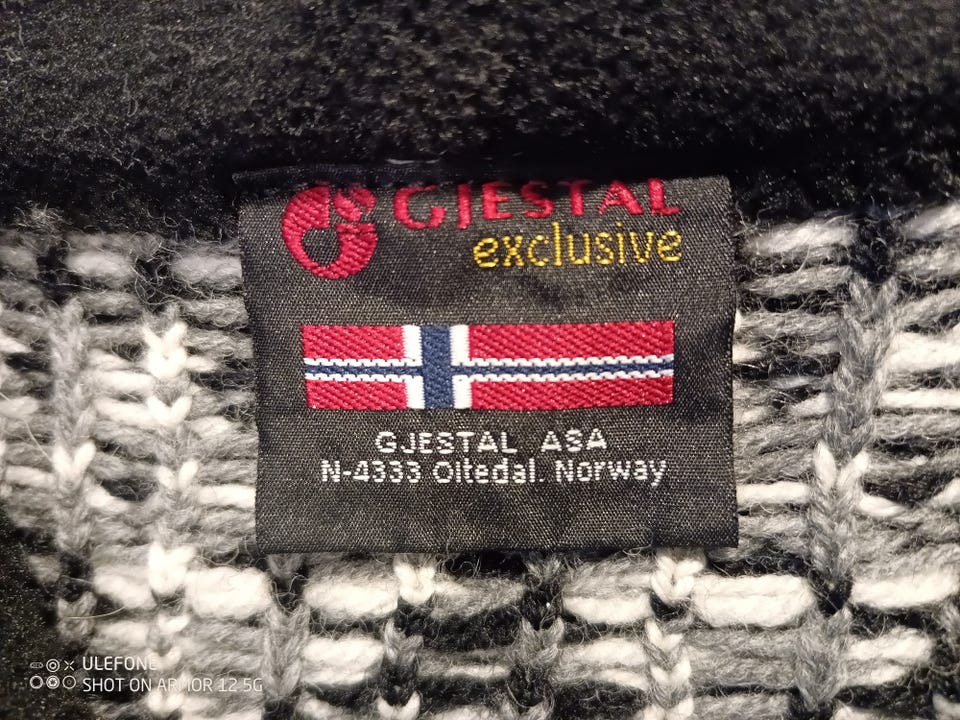 GJESTAL
exclusive
GJESTAL ASA
N-4333 Oltedal. Norway
ULEFONE
SHOT ON ARMOR 12 5G